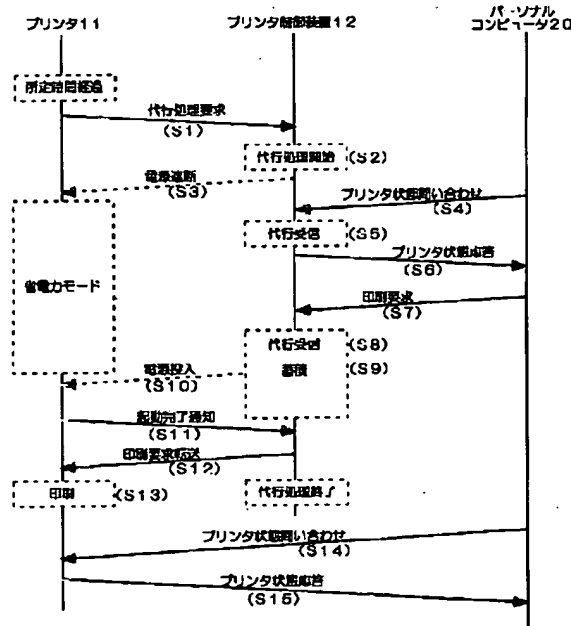 プリンタ11
プリンタ制御装置12
パーソナル
コンピュータ20
所定時間経過
代行処理要求
(S1)
代行処理開始 (S2)
電源遮断
(S3)
プリンタ状態問い合わせ
(S4)
代行受信 (S5)
プリンタ状態応答
(S6)
省電力モード
印刷要求
(S7)
代行受信 (S8)
蓄積 (S9)
電源投入
(S10)
起動完了通知
(S11)
印刷要求転送
(S12)
印刷 (S13)
代行処理終了
プリンタ状態問い合わせ
(S14)
プリンタ状態応答
(S15)